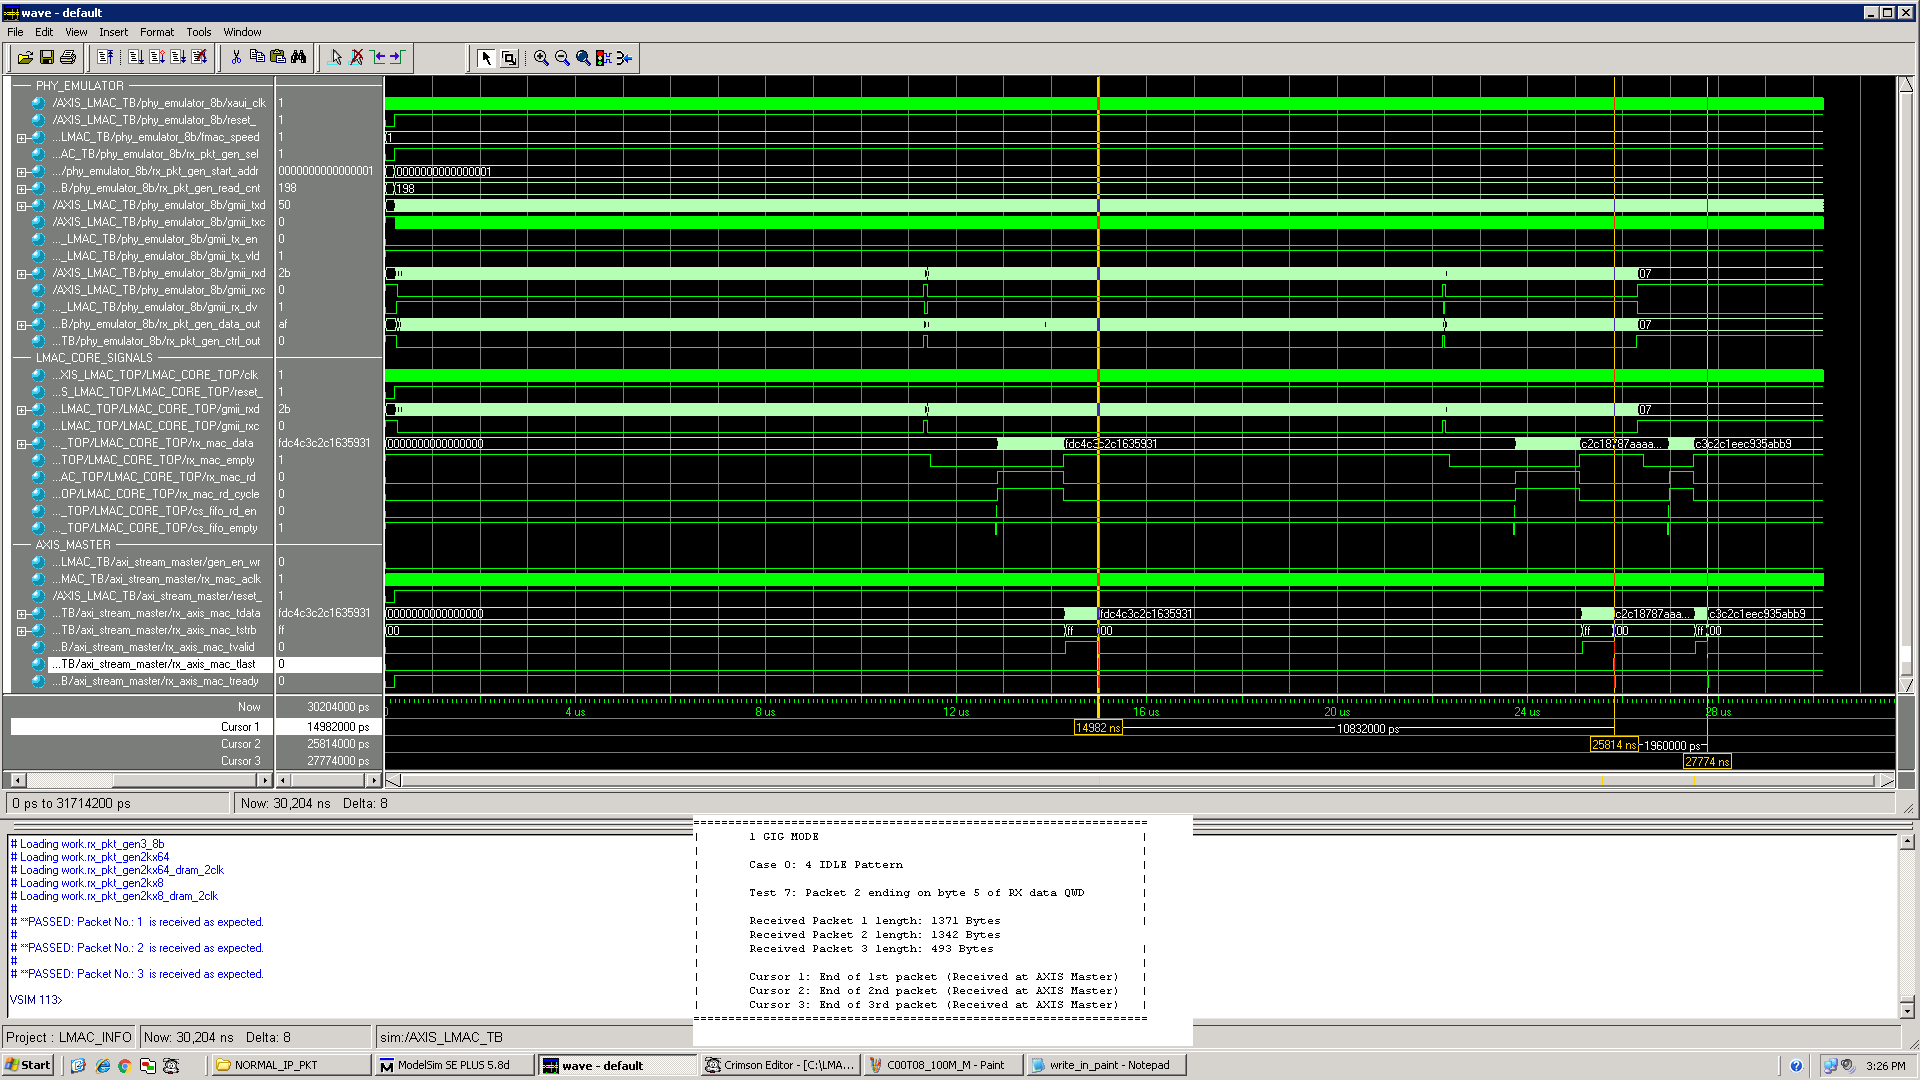 wave - default
File Edit View Insert Format Tools Window
PHY_EMULATOR
/AXIS_LMAC_TB/phy_emulator_8b/xaui_clk 1
/AXIS_LMAC_TB/phy_emulator_8b/reset_ 1
...LMAC_TB/phy_emulator_8b/fmac_speed 1 1
...AC_TB/phy_emulator_8b/rx_pkt_gen_sel 1
.../phy_emulator_8b/rx_pkt_gen_start_addr 0000000000000001 0000000000000001
...B/phy_emulator_8b/rx_pkt_gen_read_cnt 198 198
/AXIS_LMAC_TB/phy_emulator_8b/gmii_txd 50
/AXIS_LMAC_TB/phy_emulator_8b/gmii_txc 0
..._LMAC_TB/phy_emulator_8b/gmii_tx_en 0
..._LMAC_TB/phy_emulator_8b/gmii_tx_vld 1
/AXIS_LMAC_TB/phy_emulator_8b/gmii_rxd 2b 07
/AXIS_LMAC_TB/phy_emulator_8b/gmii_rxc 0
..._LMAC_TB/phy_emulator_8b/gmii_rx_dv 1
...B/phy_emulator_8b/rx_pkt_gen_data_out af 07
...TB/phy_emulator_8b/rx_pkt_gen_ctrl_out 0
LMAC_CORE_SIGNALS
...XIS_LMAC_TOP/LMAC_CORE_TOP/clk 1
...S_LMAC_TOP/LMAC_CORE_TOP/reset_ 1
...LMAC_TOP/LMAC_CORE_TOP/gmii_rxd 2b 07
...LMAC_TOP/LMAC_CORE_TOP/gmii_rxc 0
..._TOP/LMAC_CORE_TOP/rx_mac_data fdc4c3c2c1635931 0000000000000000 fdc4c3c2c1635931 c2c18787aaaa... c3c2c1eec935abb9
...TOP/LMAC_CORE_TOP/rx_mac_empty 1
...AC_TOP/LMAC_CORE_TOP/rx_mac_rd 0
...OP/LMAC_CORE_TOP/rx_mac_rd_cycle 0
..._TOP/LMAC_CORE_TOP/cs_fifo_rd_en 0
..._TOP/LMAC_CORE_TOP/cs_fifo_empty 1
AXIS_MASTER
...LMAC_TB/axi_stream_master/gen_en_wr 0
...MAC_TB/axi_stream_master/rx_mac_aclk 1
/AXIS_LMAC_TB/axi_stream_master/reset_ 1
...TB/axi_stream_master/rx_axis_mac_tdata fdc4c3c2c1635931 0000000000000000 fdc4c3c2c1635931 c2c18787aaa... c3c2c1eec935abb9
...TB/axi_stream_master/rx_axis_mac_tstrb ff 00 ff 00 ff 00 ff 00
...B/axi_stream_master/rx_axis_mac_tvalid 0
...TB/axi_stream_master/rx_axis_mac_tlast 0
...B/axi_stream_master/rx_axis_mac_tready 0
Now 30204000 ps 4 us 8 us 12 us 16 us 20 us 24 us 28 us
Cursor 1 14982000 ps 14982 ns 10832000 ps
Cursor 2 25814000 ps 25814 ns 1960000 ps
Cursor 3 27774000 ps 27774 ns
0 ps to 31714200 ps Now: 30,204 ns Delta: 8
# Loading work.rx_pkt_gen3_8b
# Loading work.rx_pkt_gen2kx64
# Loading work.rx_pkt_gen2kx64_dram_2clk
# Loading work.rx_pkt_gen2kx8
# Loading work.rx_pkt_gen2kx8_dram_2clk
#
# **PASSED: Packet No.: 1 is received as expected.
#
# **PASSED: Packet No.: 2 is received as expected.
#
# **PASSED: Packet No.: 3 is received as expected.
VSIM 113>
1 GIG MODE
Case 0: 4 IDLE Pattern
Test 7: Packet 2 ending on byte 5 of RX data QWD
Received Packet 1 length: 1371 Bytes
Received Packet 2 length: 1342 Bytes
Received Packet 3 length: 493 Bytes
Cursor 1: End of 1st packet (Received at AXIS Master)
Cursor 2: End of 2nd packet (Received at AXIS Master)
Cursor 3: End of 3rd packet (Received at AXIS Master)
Project : LMAC_INFO Now: 30,204 ns Delta: 8 sim:/AXIS_LMAC_TB
Start NORMAL_IP_PKT ModelSim SE PLUS 5.8d wave - default Crimson Editor - [C:\LMA... C00T08_100M_M - Paint write_in_paint - Notepad 3:26 PM